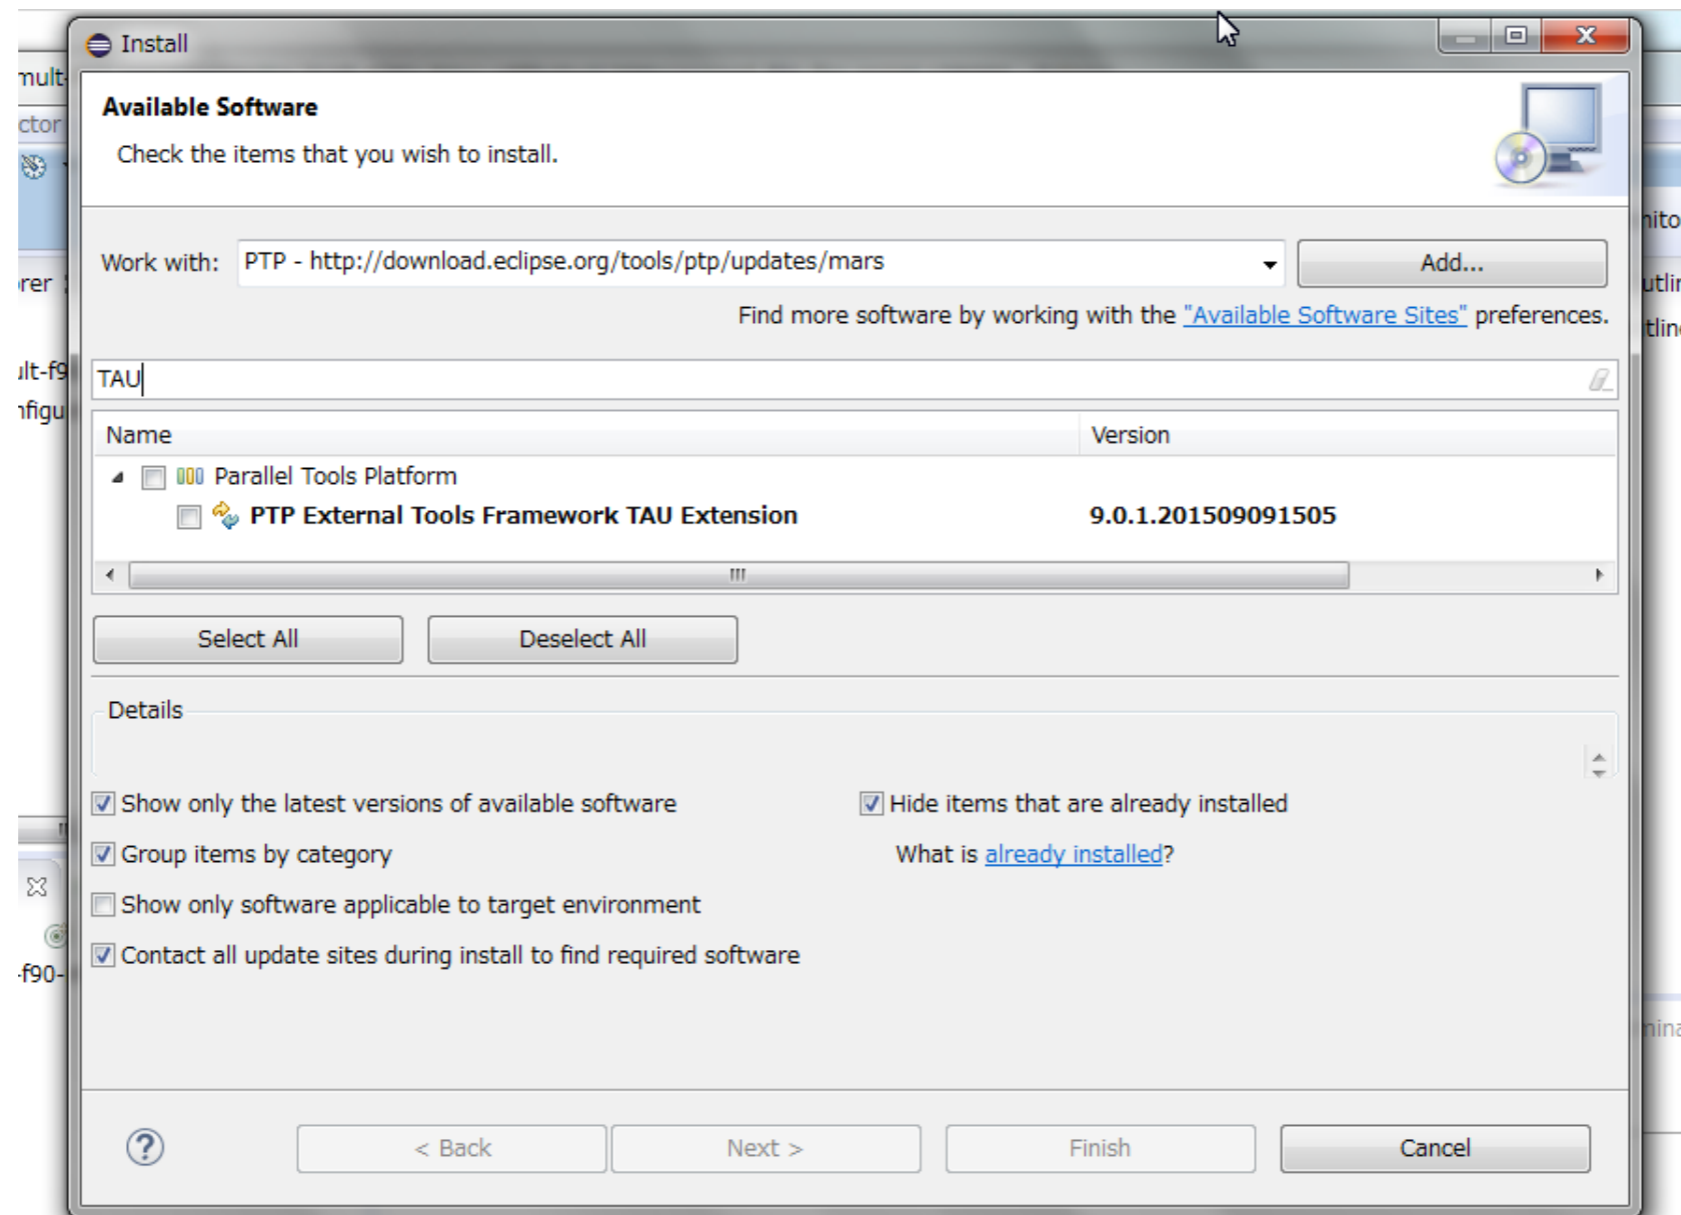 Install
Available Software
Check the items that you wish to install.
Work with: PTP - http://download.eclipse.org/tools/ptp/updates/mars Add...
Find more software by working with the "Available Software Sites" preferences.
TAU
Name Version
Parallel Tools Platform
PTP External Tools Framework TAU Extension 9.0.1.201509091505
Select All Deselect All
Details
Show only the latest versions of available software Hide items that are already installed
Group items by category What is already installed?
Show only software applicable to target environment
Contact all update sites during install to find required software
-f90-
< Back Next > Finish Cancel